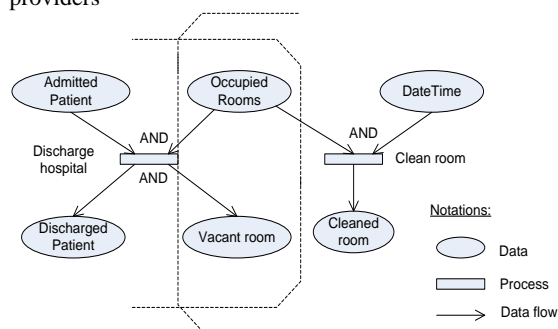 providers
Admitted
Patient
Occupied
Rooms
DateTime
AND
AND
Discharge
hospital
Clean room
AND
Discharged
Patient
Vacant room
Cleaned
room
Notations:
Data
Process
Data flow